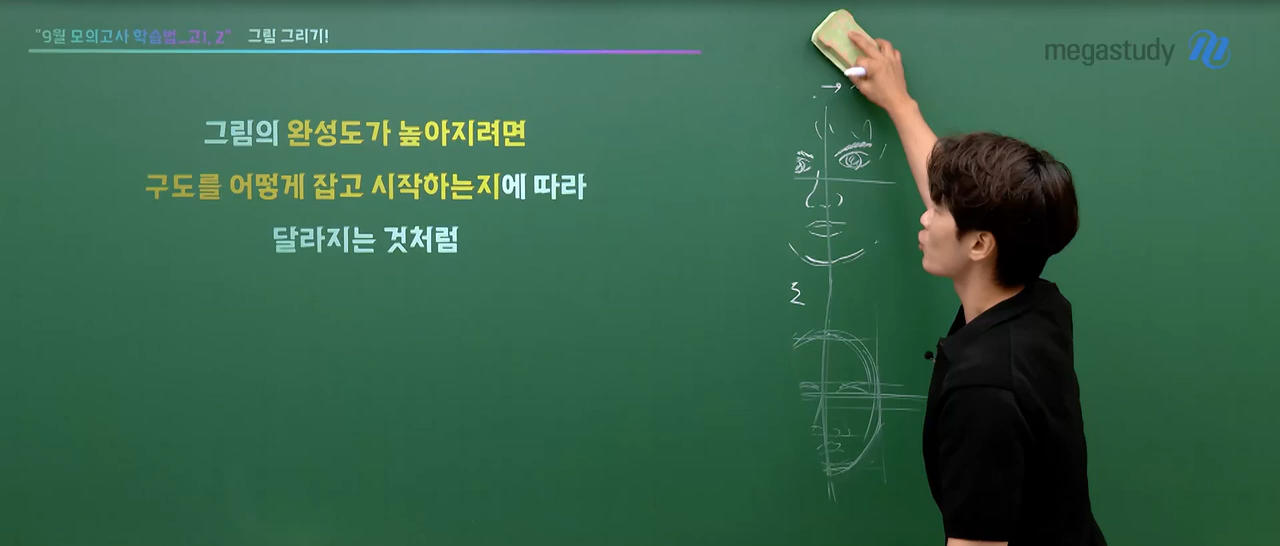 "9월 모의고사 학습법_고1, 2" 그림 그리기!
megastudy
그림의 완성도가 높아지려면
구도를 어떻게 잡고 시작하는지에 따라
달라지는 것처럼